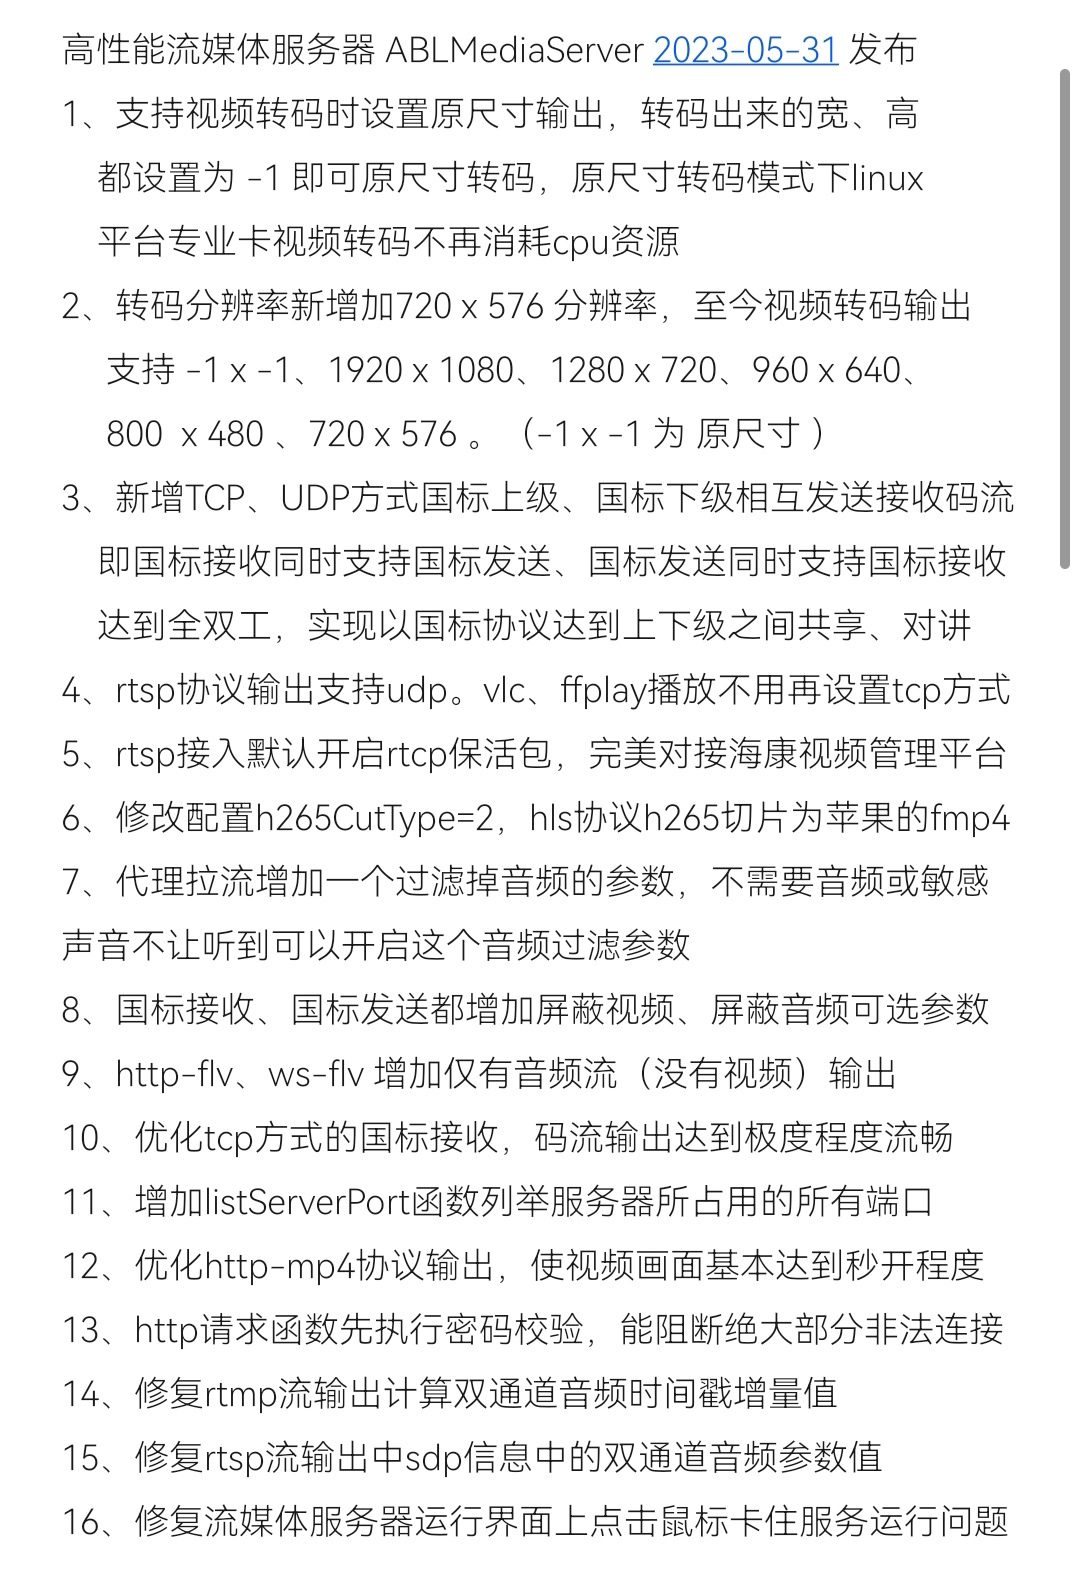 高性能流媒体服务器 ABLMediaServer 2023-05-31 发布
1、支持视频转码时设置原尺寸输出，转码出来的宽、高
都设置为 -1 即可原尺寸转码，原尺寸转码模式下linux
平台专业卡视频转码不再消耗cpu资源
2、转码分辨率新增加720 x 576 分辨率，至今视频转码输出
支持 -1 x -1、1920 x 1080、1280 x 720、960 x 640、
800  x 480 、720 x 576 。（-1 x -1 为 原尺寸 ）
3、新增TCP、UDP方式国标上级、国标下级相互发送接收码流
即国标接收同时支持国标发送、国标发送同时支持国标接收
达到全双工，实现以国标协议达到上下级之间共享、对讲
4、rtsp协议输出支持udp。vlc、ffplay播放不用再设置tcp方式
5、rtsp接入默认开启rtcp保活包，完美对接海康视频管理平台
6、修改配置h265CutType=2，hls协议h265切片为苹果的fmp4
7、代理拉流增加一个过滤掉音频的参数，不需要音频或敏感
声音不让听到可以开启这个音频过滤参数
8、国标接收、国标发送都增加屏蔽视频、屏蔽音频可选参数
9、http-flv、ws-flv 增加仅有音频流（没有视频）输出
10、优化tcp方式的国标接收，码流输出达到极度程度流畅
11、增加listServerPort函数列举服务器所占用的所有端口
12、优化http-mp4协议输出，使视频画面基本达到秒开程度
13、http请求函数先执行密码校验，能阻断绝大部分非法连接
14、修复rtmp流输出计算双通道音频时间戳增量值
15、修复rtsp流输出中sdp信息中的双通道音频参数值
16、修复流媒体服务器运行界面上点击鼠标卡住服务运行问题